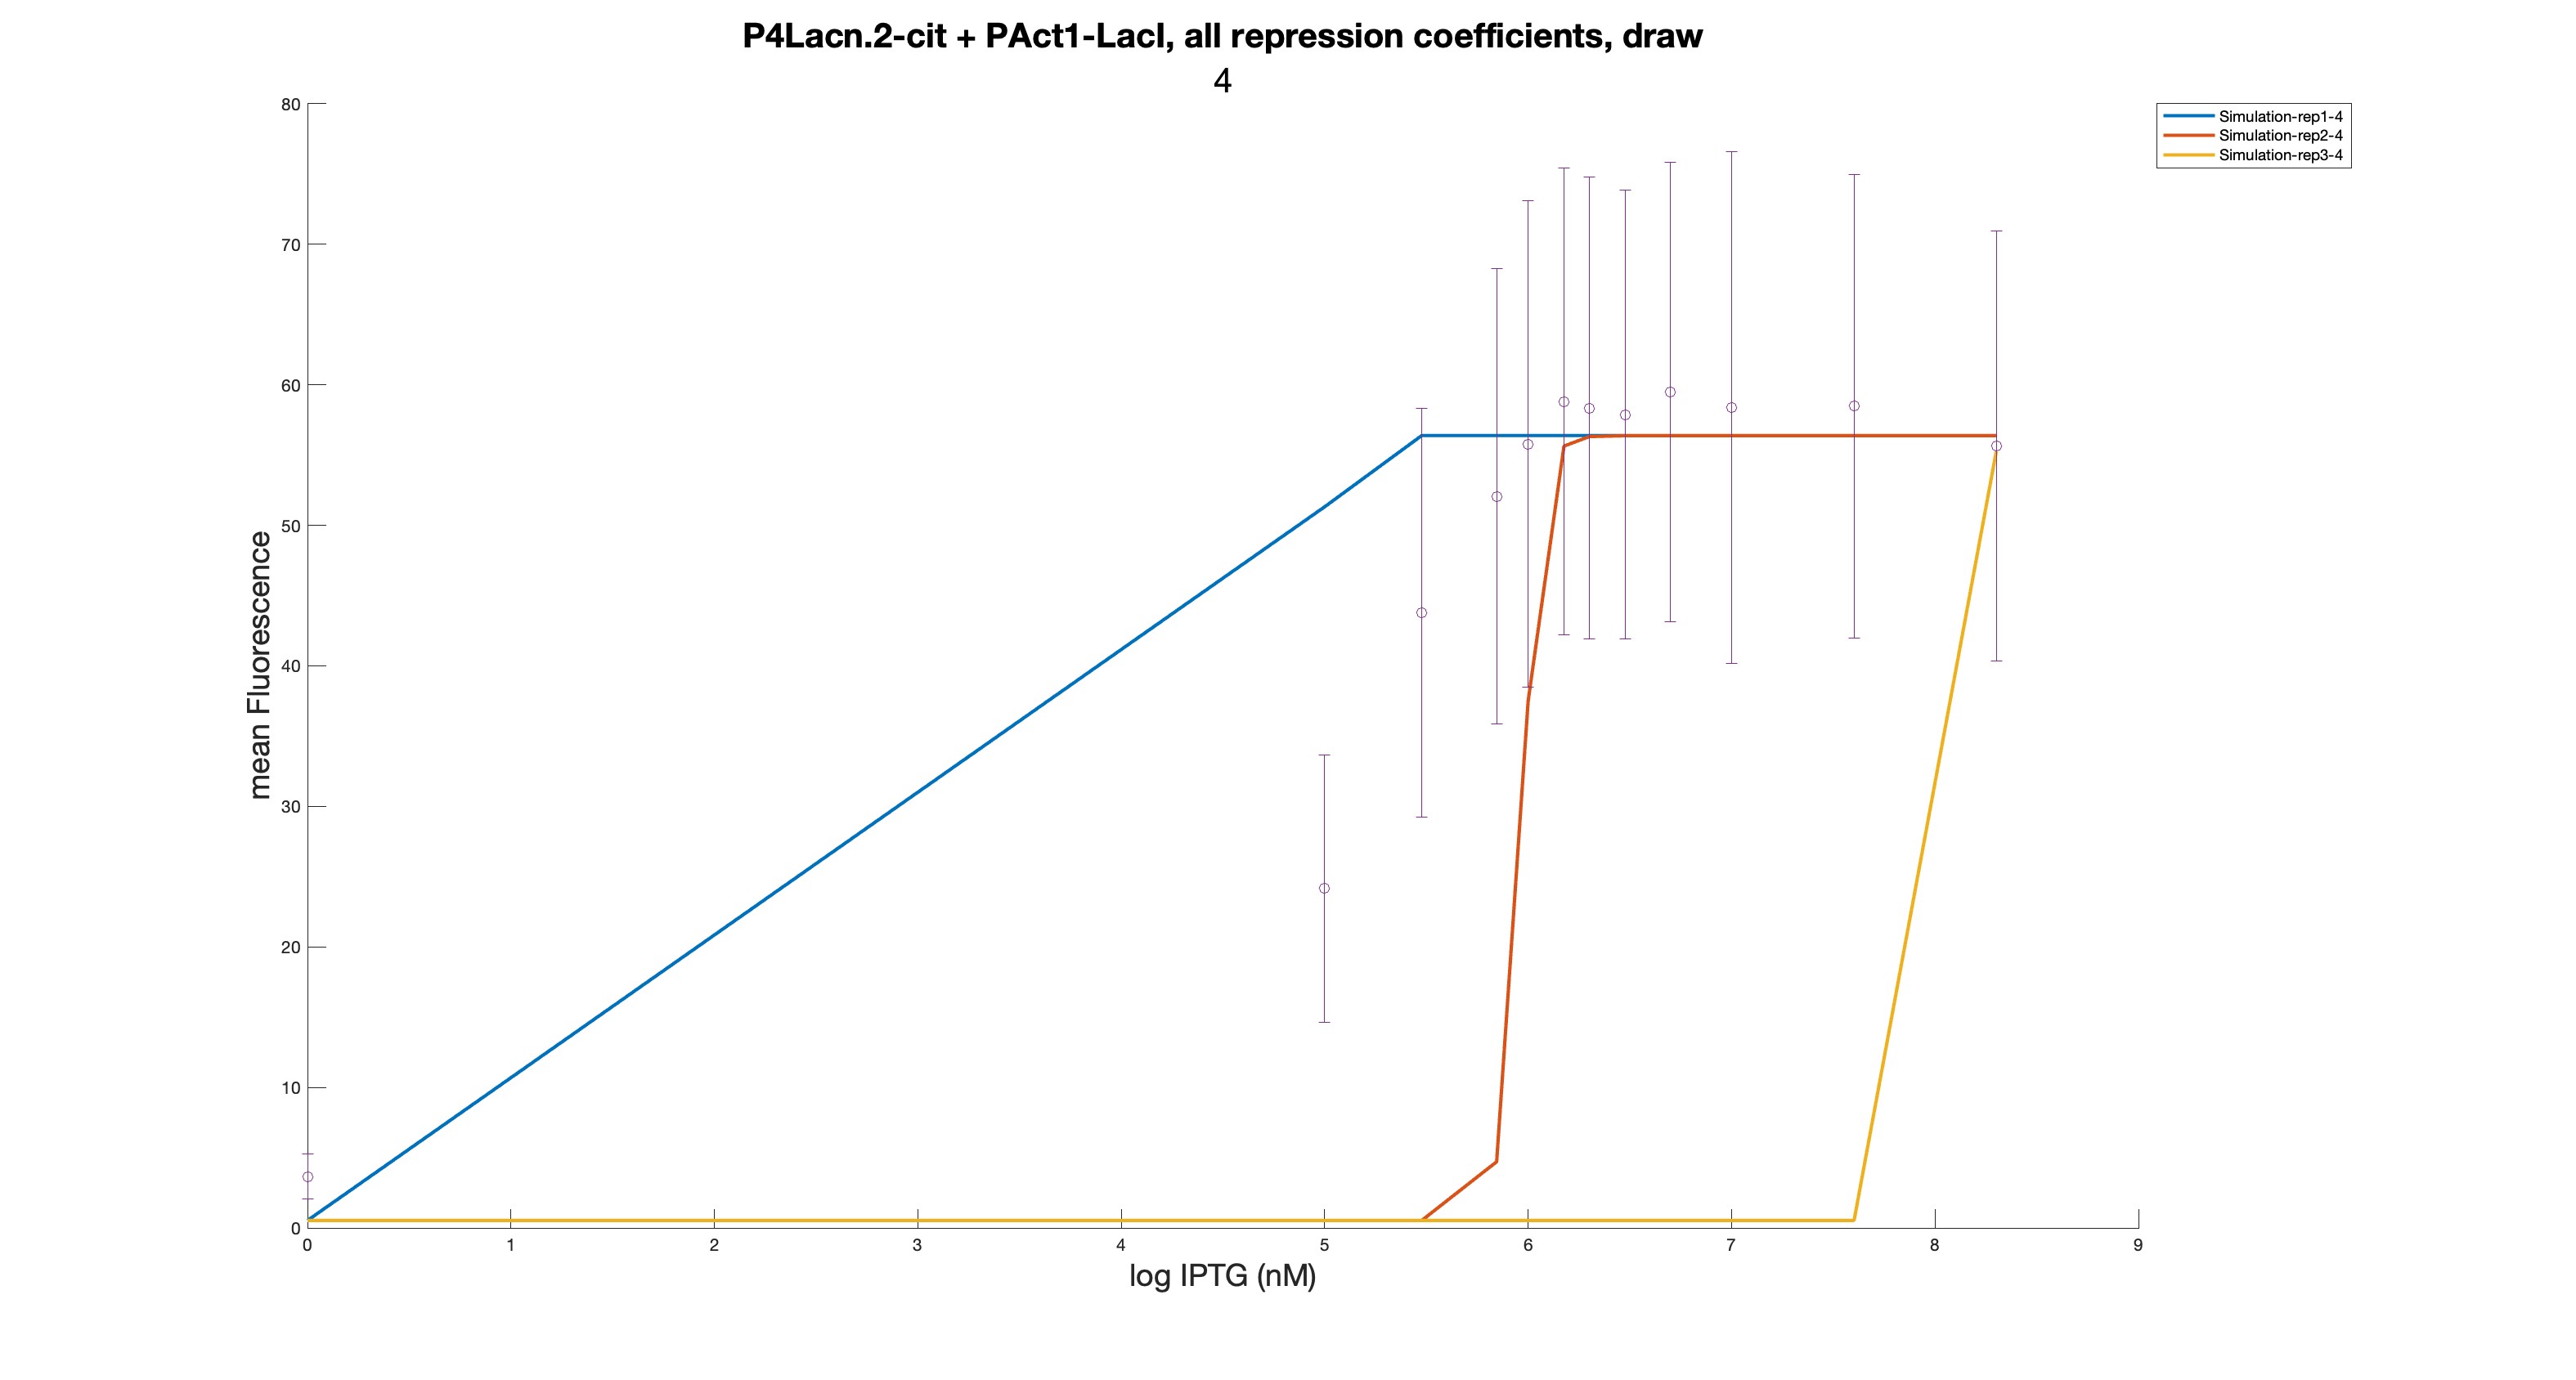 P4Lacn.2-cit + PAct1-LacI, all repression coefficients, draw
4
Simulation-rep1-4
Simulation-rep2-4
Simulation-rep3-4
mean Fluorescence
80
70
60
50
40
30
20
10
0
0 1 2 3 4 5 6 7 8 9
log IPTG (nM)